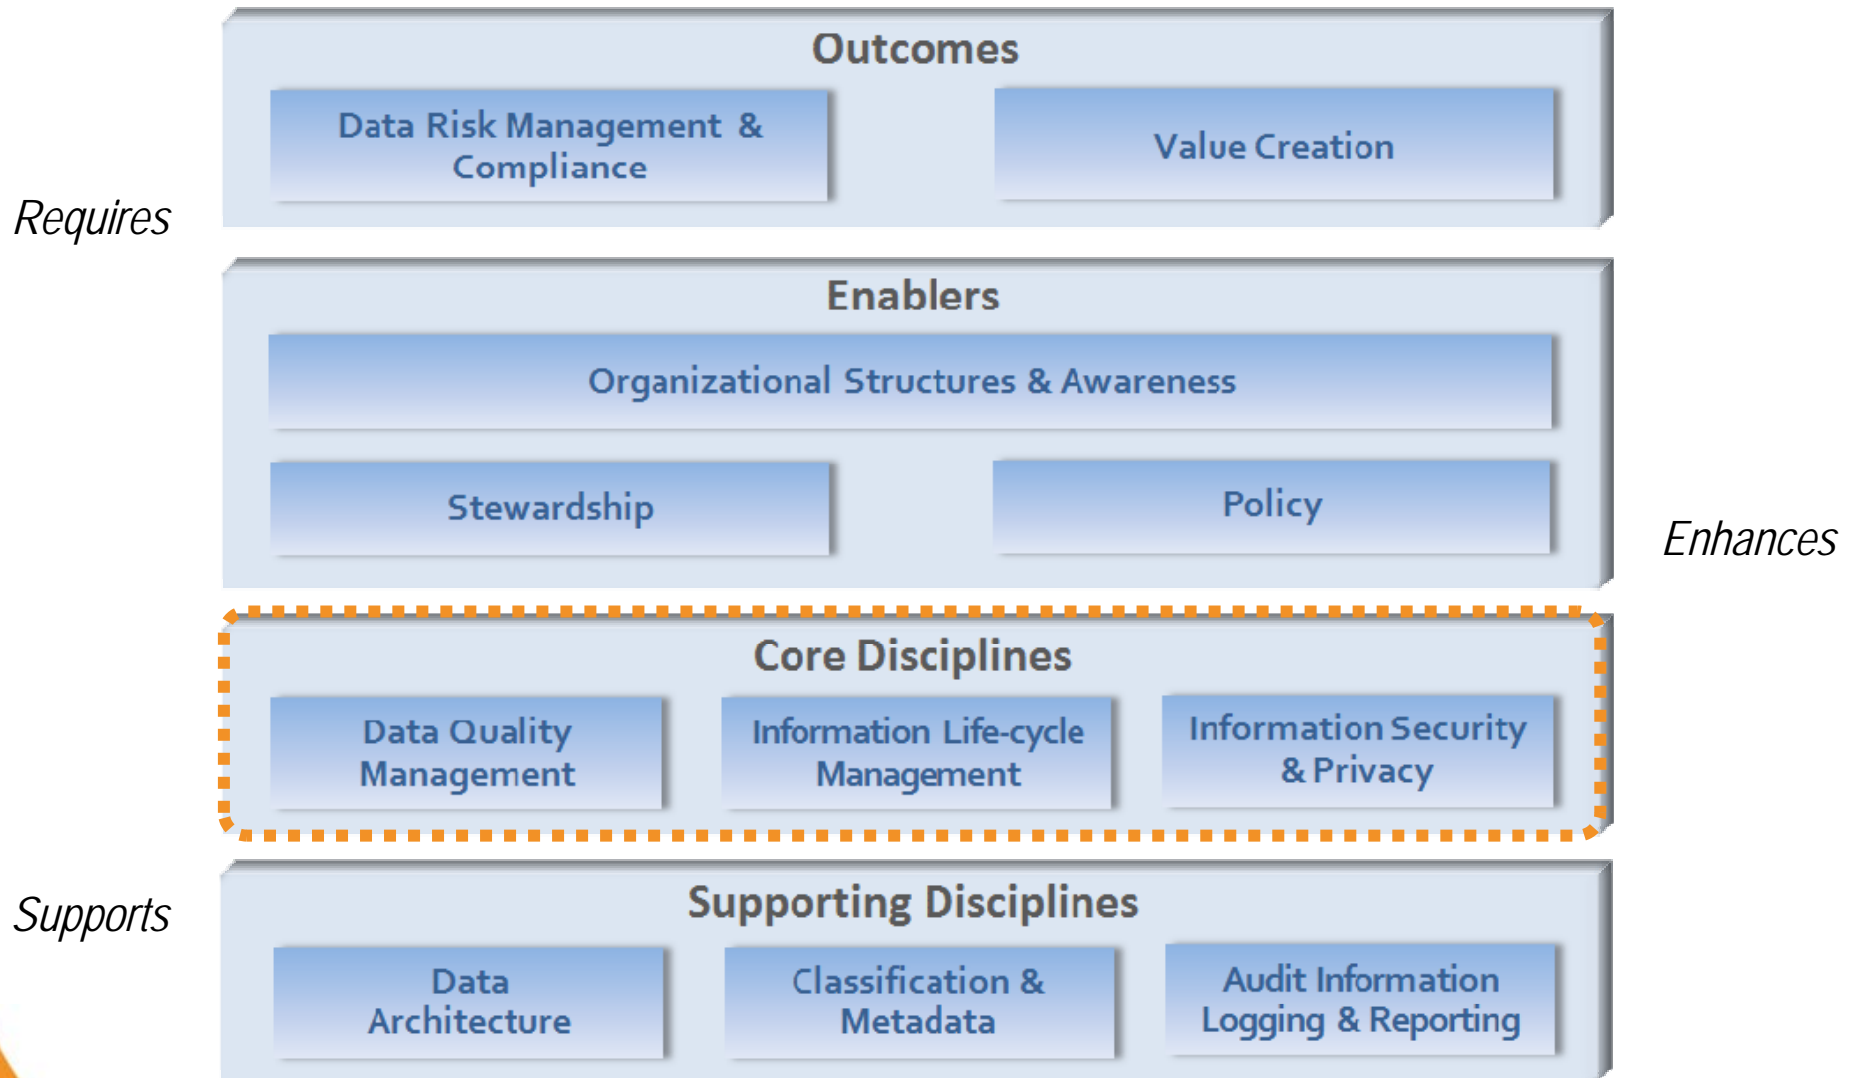 Outcomes
Data Risk Management &
Compliance
Value Creation
Requires
Enablers
Organizational Structures & Awareness
Stewardship
Policy
Enhances
Core Disciplines
Data Quality
Management
Information Life-cycle
Management
Information Security
& Privacy
Supports
Supporting Disciplines
Data
Architecture
Classification &
Metadata
Audit Information
Logging & Reporting